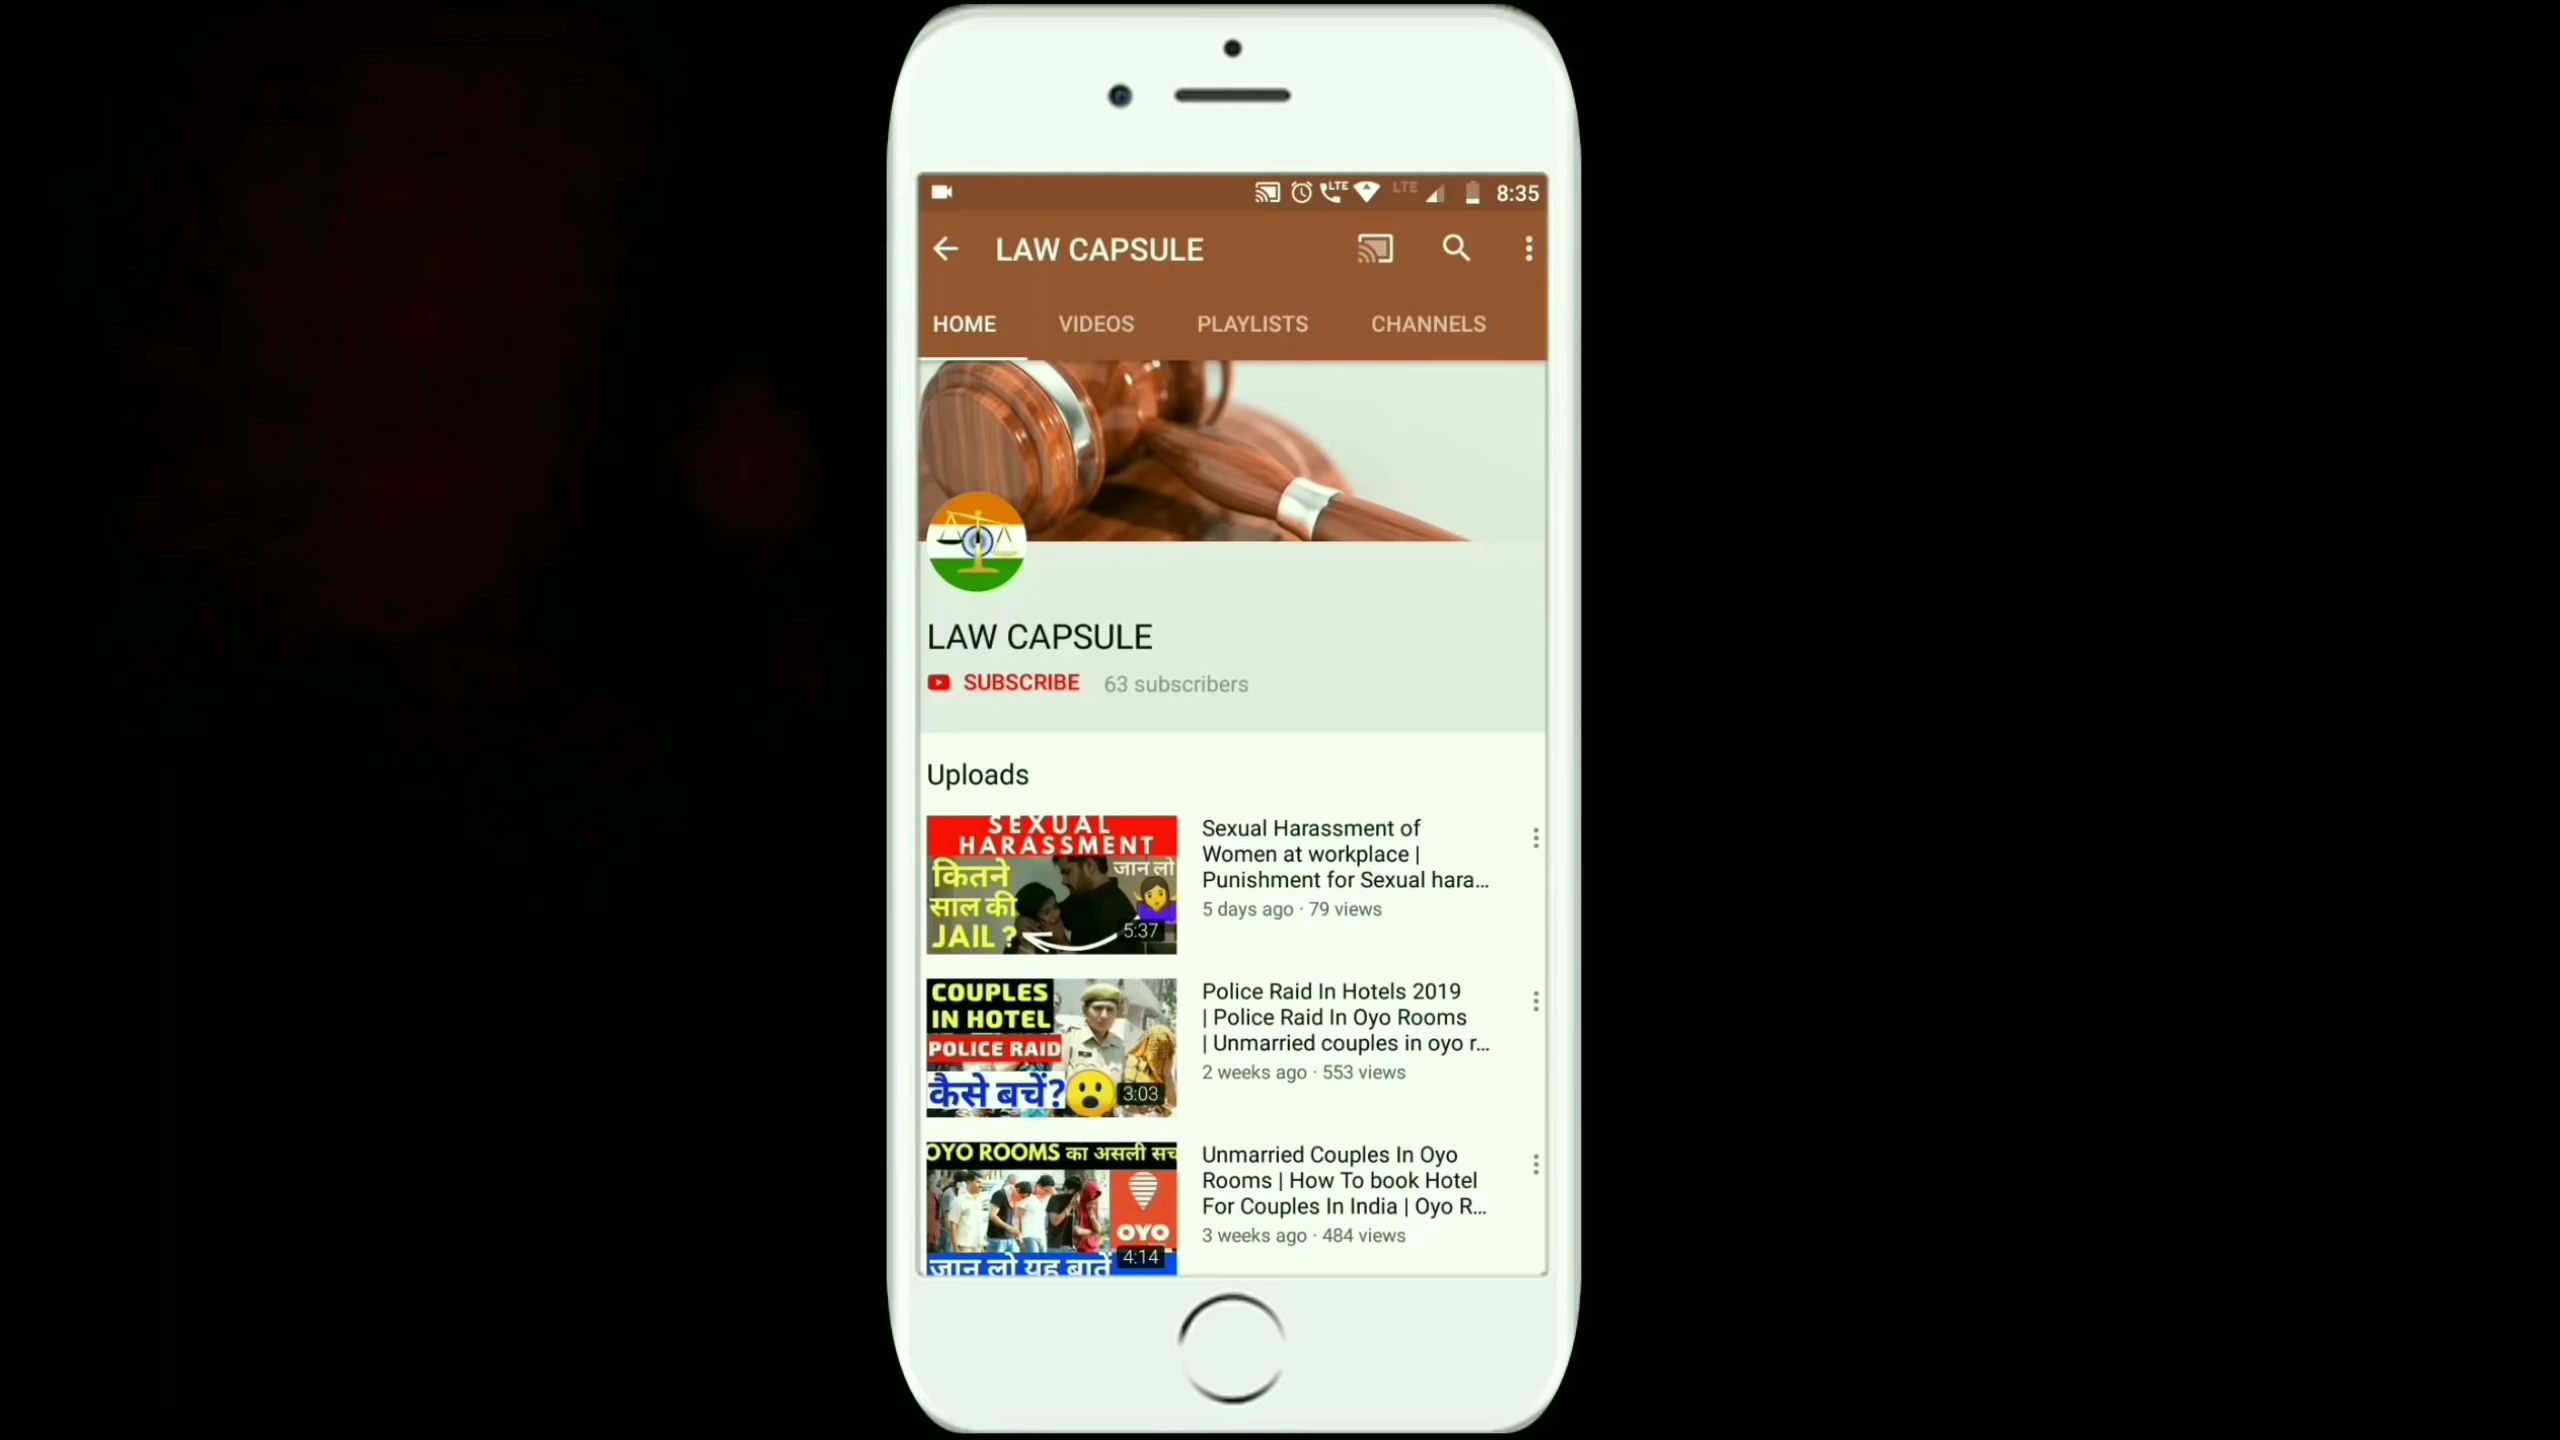 LTE LTE 8:35
LAW CAPSULE
HOME VIDEOS PLAYLISTS CHANNELS
LAW CAPSULE
SUBSCRIBE 63 subscribers
Uploads
SEXUAL
HARASSMENT
कितने
जान लो
साल की
JAIL ?
5:37
Sexual Harassment of
Women at workplace |
Punishment for Sexual hara...
5 days ago · 79 views
COUPLES
IN HOTEL
POLICE RAID
कैसे बचें?
3:03
Police Raid In Hotels 2019
| Police Raid In Oyo Rooms
| Unmarried couples in oyo r...
2 weeks ago · 553 views
OYO ROOMS का असली सच
OYO
4:14
जान लो यह बातें
Unmarried Couples In Oyo
Rooms | How To book Hotel
For Couples In India | Oyo R...
3 weeks ago · 484 views